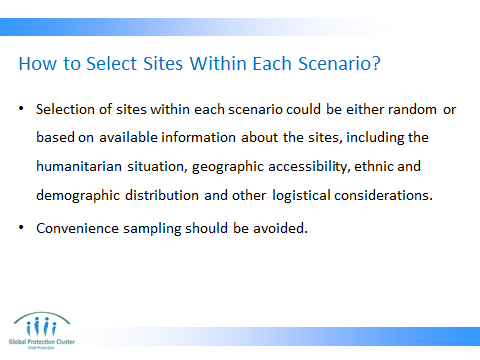 How to Select Sites Within Each Scenario?
• Selection of sites within each scenario could be either random or
based on available information about the sites, including the
humanitarian situation, geographic accessibility, ethnic and
demographic distribution and other logistical considerations.
• Convenience sampling should be avoided.
Global Protection Cluster
Child Protection